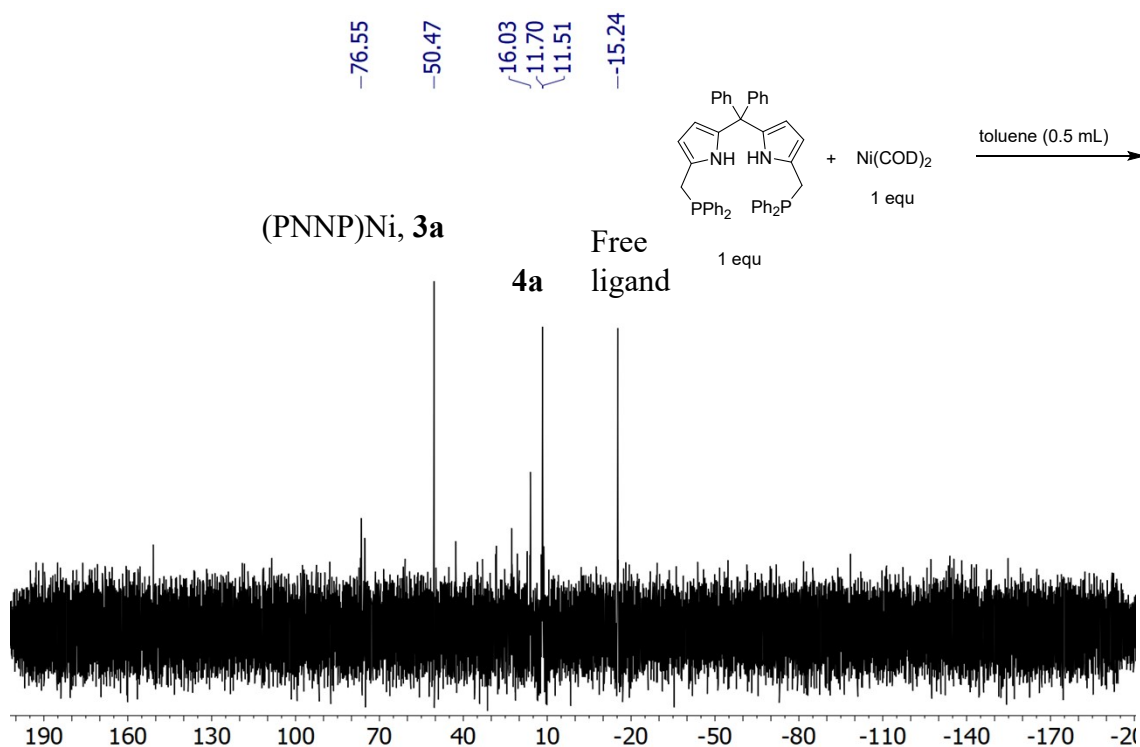 −76.55
−50.47
16.03
11.70
11.51
−-15.24
Ph Ph
NH HN
PPh2 Ph2P
+ Ni(COD)2
toluene (0.5 mL)
1 equ
1 equ
(PNNP)Ni, 3a
4a
Free
ligand
190 160 130 100 70 40 10 -20 -50 -80 -110 -140 -170 -20